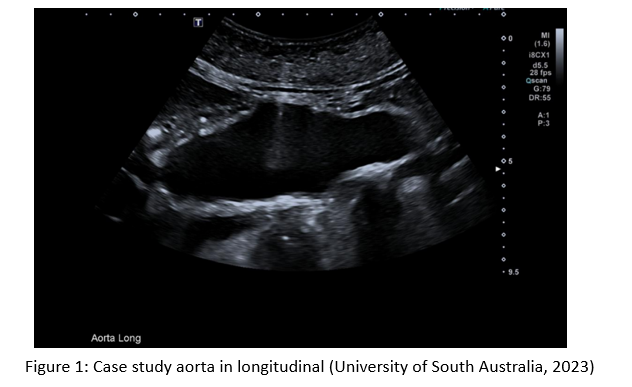 T
0
MI
(1.6)
i8CX1
d5.5
28 fps
Qscan
G:79
DR:55
A:1
P:3
5
9.5
Aorta Long
Figure 1: Case study aorta in longitudinal (University of South Australia, 2023)